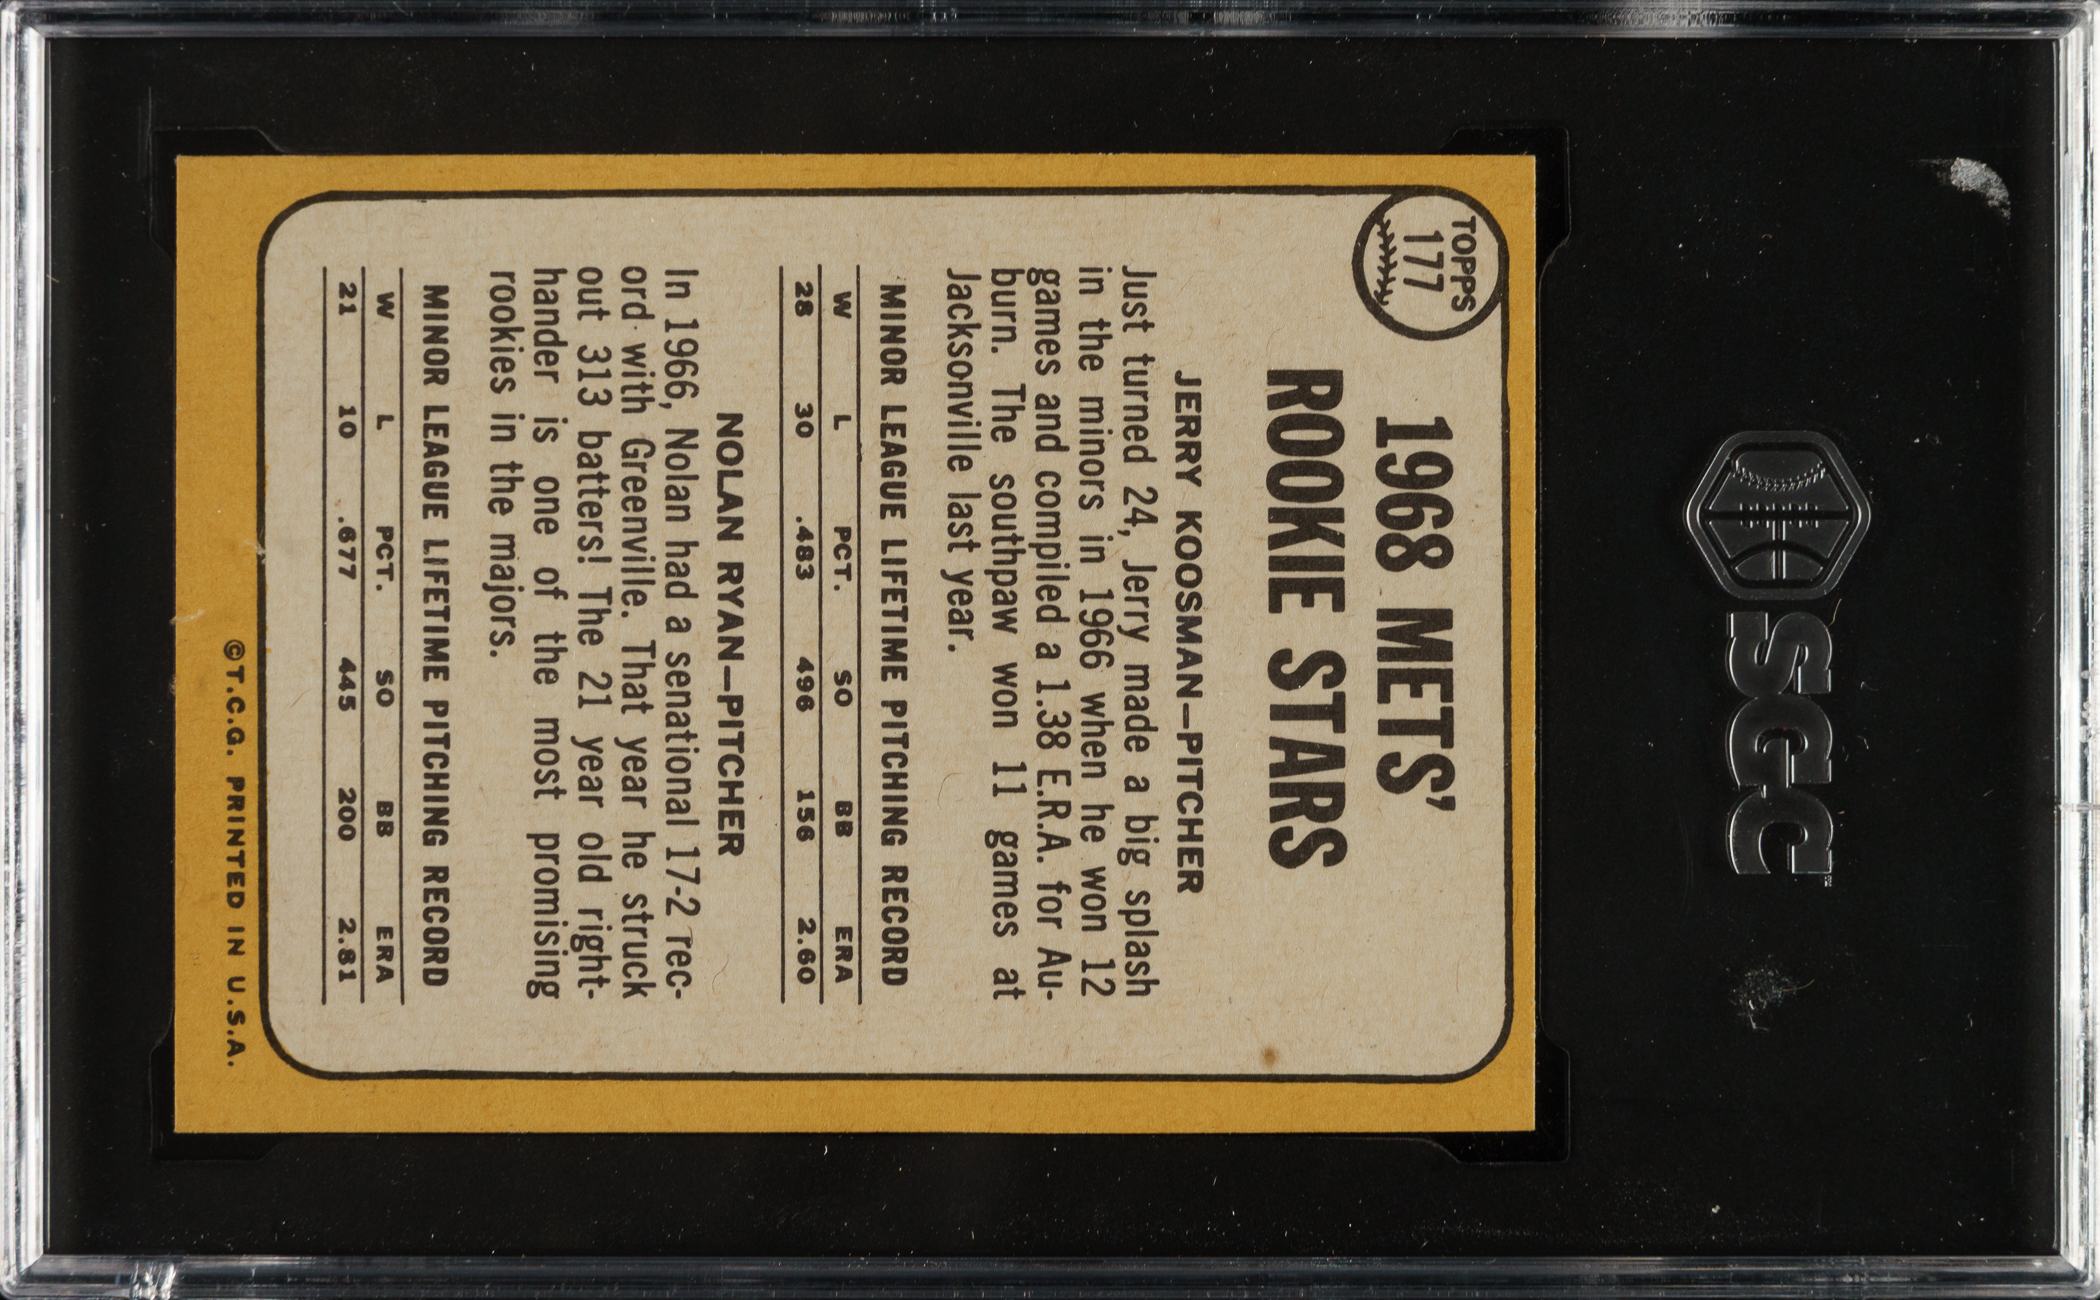 TOPPS
177
1968 METS'
ROOKIE STARS
JERRY KOOSMAN—PITCHER
Just turned 24, Jerry made a big splash
in the minors in 1966 when he won 12
games and compiled a 1.38 E.R.A. for Au-
burn. The southpaw won 11 games at
Jacksonville last year.
MINOR LEAGUE LIFETIME PITCHING RECORD
W L PCT. SO BB ERA
28 30 .483 496 156 2.60
NOLAN RYAN—PITCHER
In 1966, Nolan had a senational 17-2 rec-
ord with Greenville. That year he struck
out 313 batters! The 21 year old right-
hander is one of the most promising
rookies in the majors.
MINOR LEAGUE LIFETIME PITCHING RECORD
W L PCT. SO BB ERA
21 10 .677 445 200 2.81
©T.C.G. PRINTED IN U.S.A.
SGC™